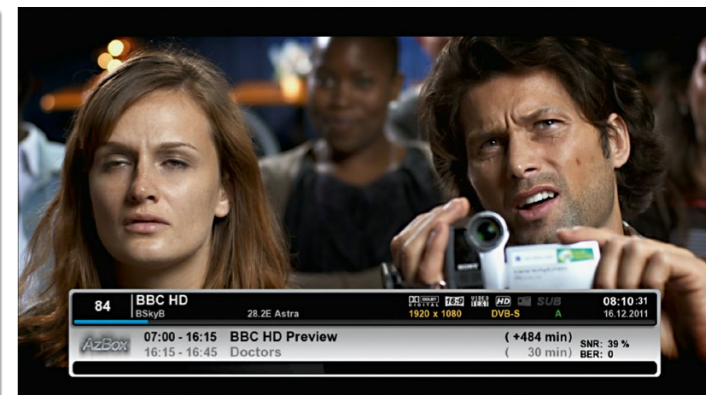 SONY
84 BBC HD
BSkyB 28.2E Astra
DOLBY DIGITAL 16:9 VIDEO TEXT HD SUB
1920 x 1080 DVB-S A
08:10:31
16.12.2011
AzBox
07:00 - 16:15 BBC HD Preview ( +484 min)
16:15 - 16:45 Doctors ( 30 min)
SNR: 39 %
BER: 0